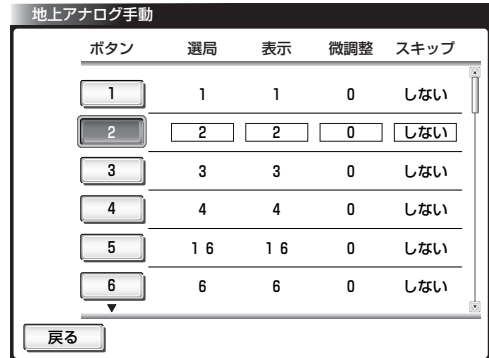 地上アナログ手動
ボタン 選局 表示 微調整 スキップ
1 1 1 0 しない
2 2 2 0 しない
3 3 3 0 しない
4 4 4 0 しない
5 16 16 0 しない
6 6 6 0 しない
戻る